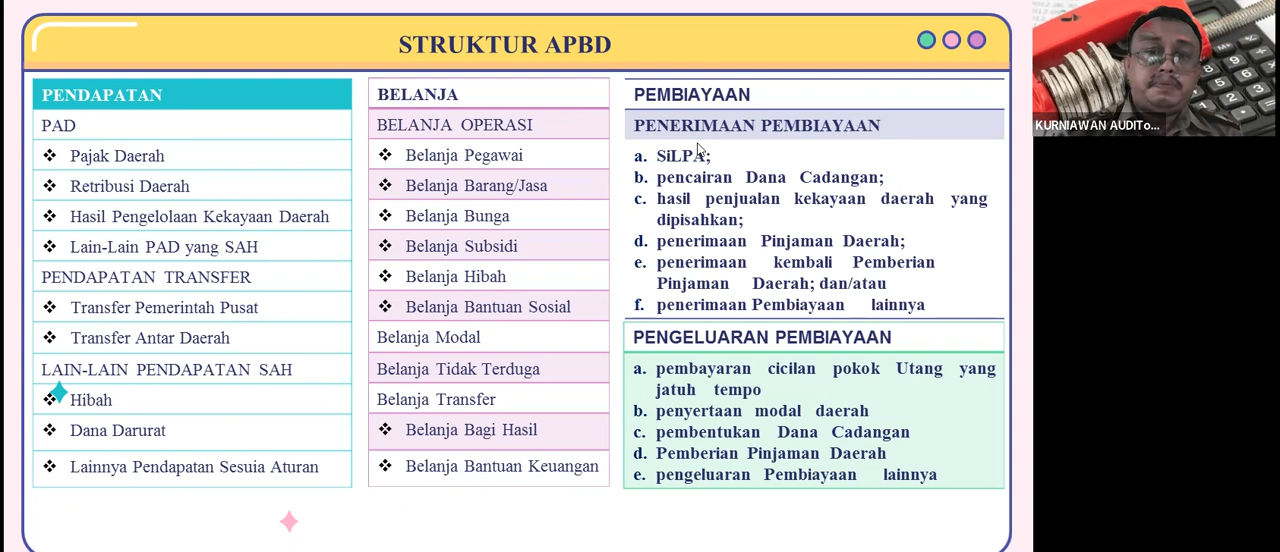 STRUKTUR APBD
PENDAPATAN
PAD
Pajak Daerah
Retribusi Daerah
Hasil Pengelolaan Kekayaan Daerah
Lain-Lain PAD yang SAH
PENDAPATAN TRANSFER
Transfer Pemerintah Pusat
Transfer Antar Daerah
LAIN-LAIN PENDAPATAN SAH
Hibah
Dana Darurat
Lainnya Pendapatan Sesuia Aturan
BELANJA
BELANJA OPERASI
Belanja Pegawai
Belanja Barang/Jasa
Belanja Bunga
Belanja Subsidi
Belanja Hibah
Belanja Bantuan Sosial
Belanja Modal
Belanja Tidak Terduga
Belanja Transfer
Belanja Bagi Hasil
Belanja Bantuan Keuangan
PEMBIAYAAN
PENERIMAAN PEMBIAYAAN
a. SiLPA;
b. pencairan Dana Cadangan;
c. hasil penjualan kekayaan daerah yang
dipisahkan;
d. penerimaan Pinjaman Daerah;
e. penerimaan kembali Pemberian
Pinjaman Daerah; dan/atau
f. penerimaan Pembiayaan lainnya
PENGELUARAN PEMBIAYAAN
a. pembayaran cicilan pokok Utang yang
jatuh tempo
b. penyertaan modal daerah
c. pembentukan Dana Cadangan
d. Pemberian Pinjaman Daerah
e. pengeluaran Pembiayaan lainnya
KURNIAWAN AUDITo...